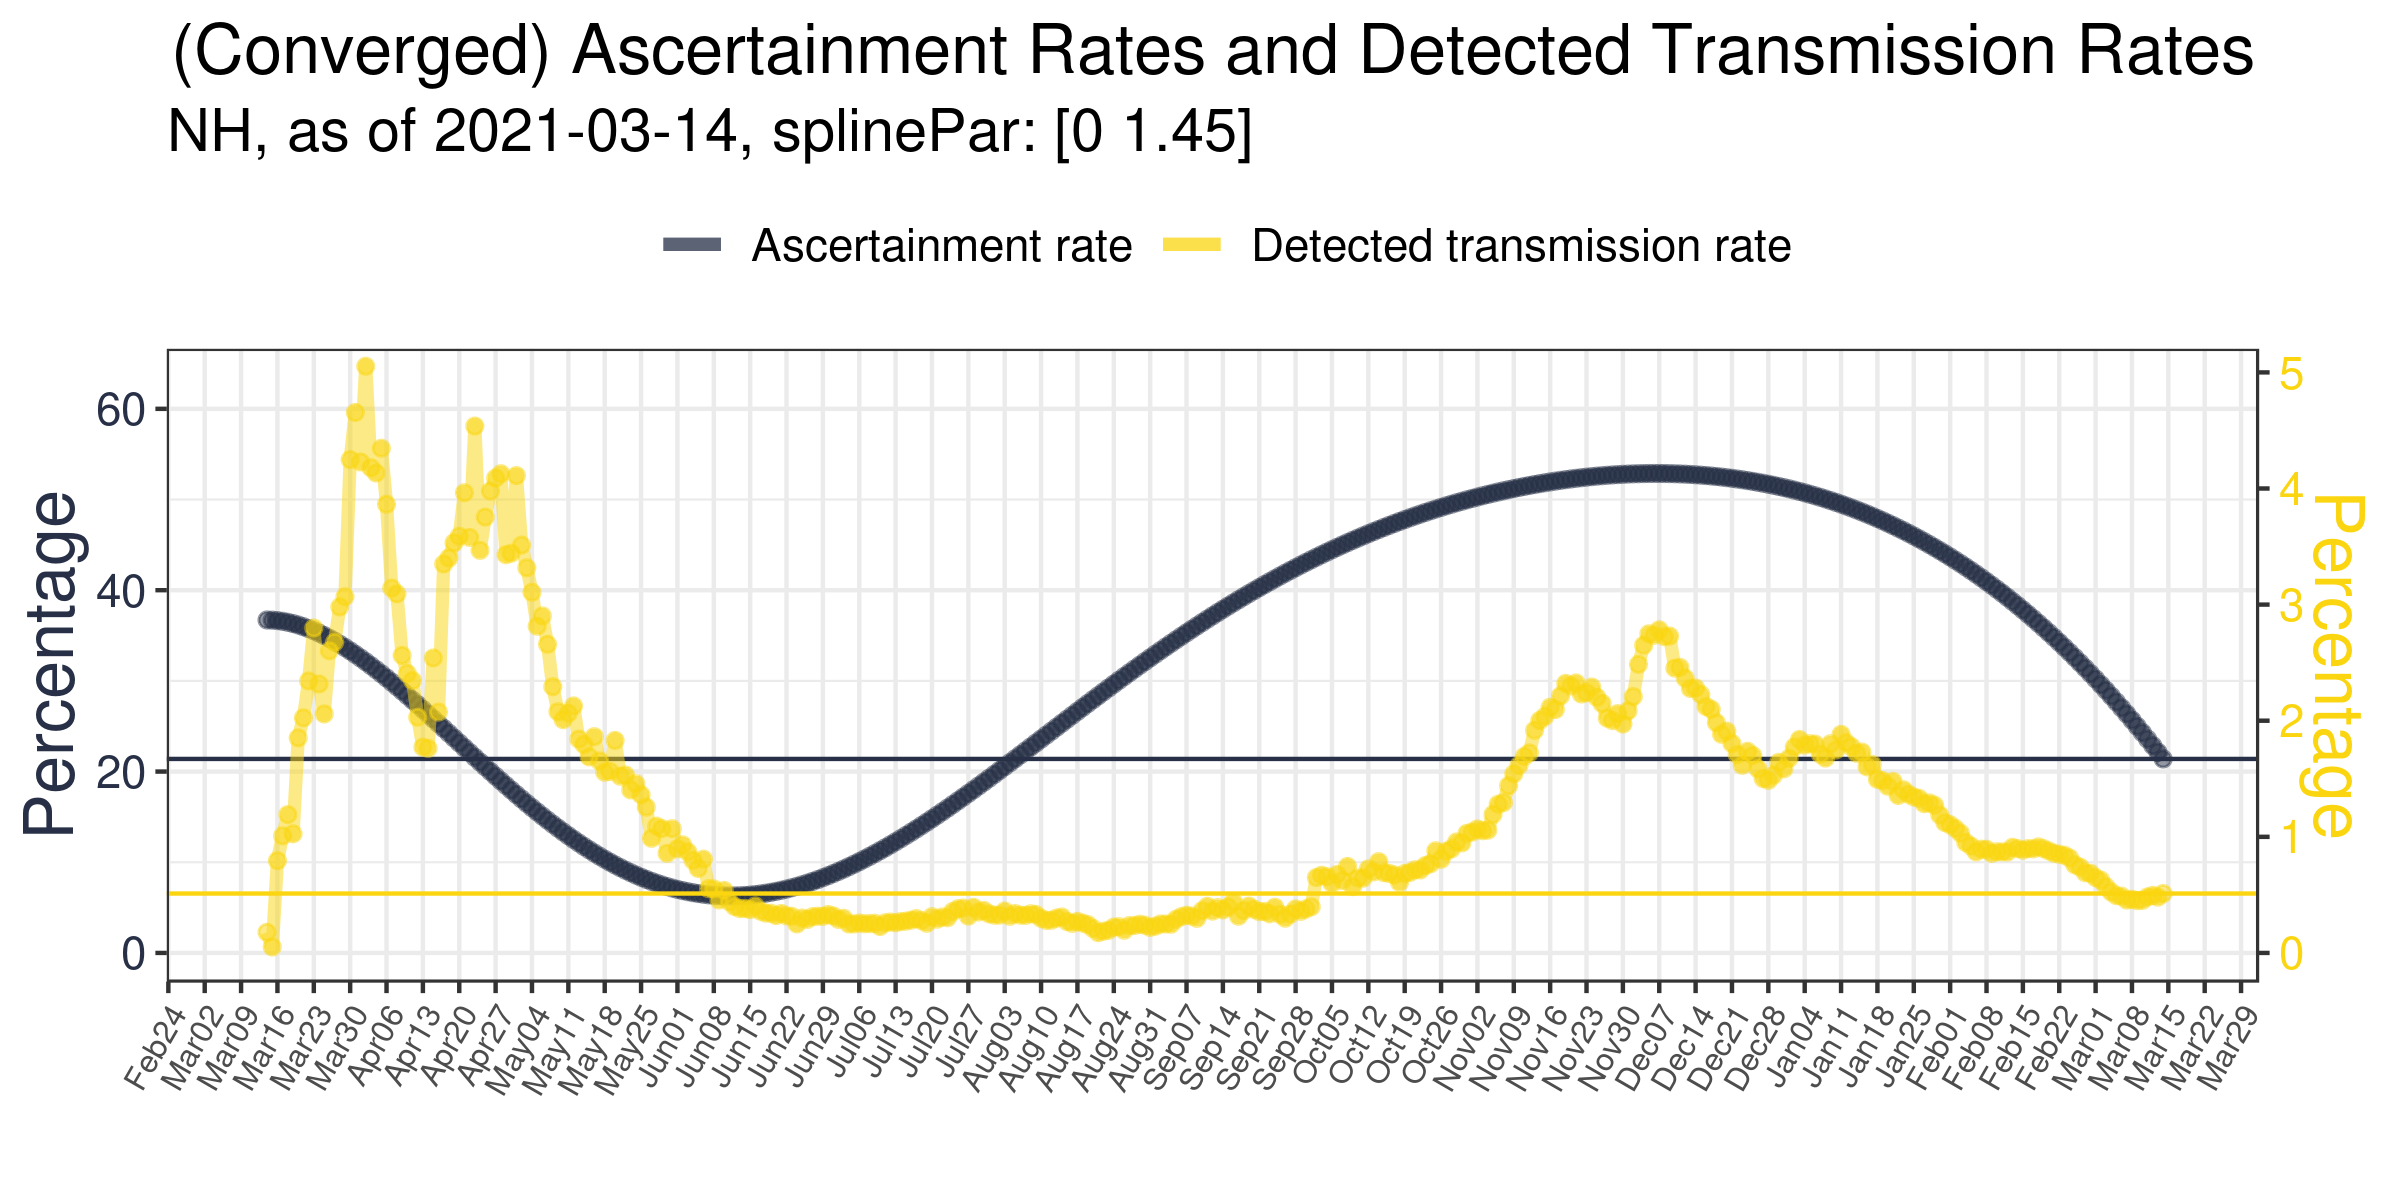 (Converged) Ascertainment Rates and Detected Transmission Rates
NH, as of 2021-03-14, splinePar: [0 1.45]
Ascertainment rate Detected transmission rate
Percentage
60
40
20
0
5
4
3
2
1
0
Percentage
Feb24 Mar02 Mar09 Mar16 Mar23 Mar30 Apr06 Apr13 Apr20 Apr27 May04 May11 May18 May25 Jun01 Jun08 Jun15 Jun22 Jun29 Jul06 Jul13 Jul20 Jul27 Aug03 Aug10 Aug17 Aug24 Aug31 Sep07 Sep14 Sep21 Sep28 Oct05 Oct12 Oct19 Oct26 Nov02 Nov09 Nov16 Nov23 Nov30 Dec07 Dec14 Dec21 Dec28 Jan04 Jan11 Jan18 Jan25 Feb01 Feb08 Feb15 Feb22 Mar01 Mar08 Mar15 Mar22 Mar29